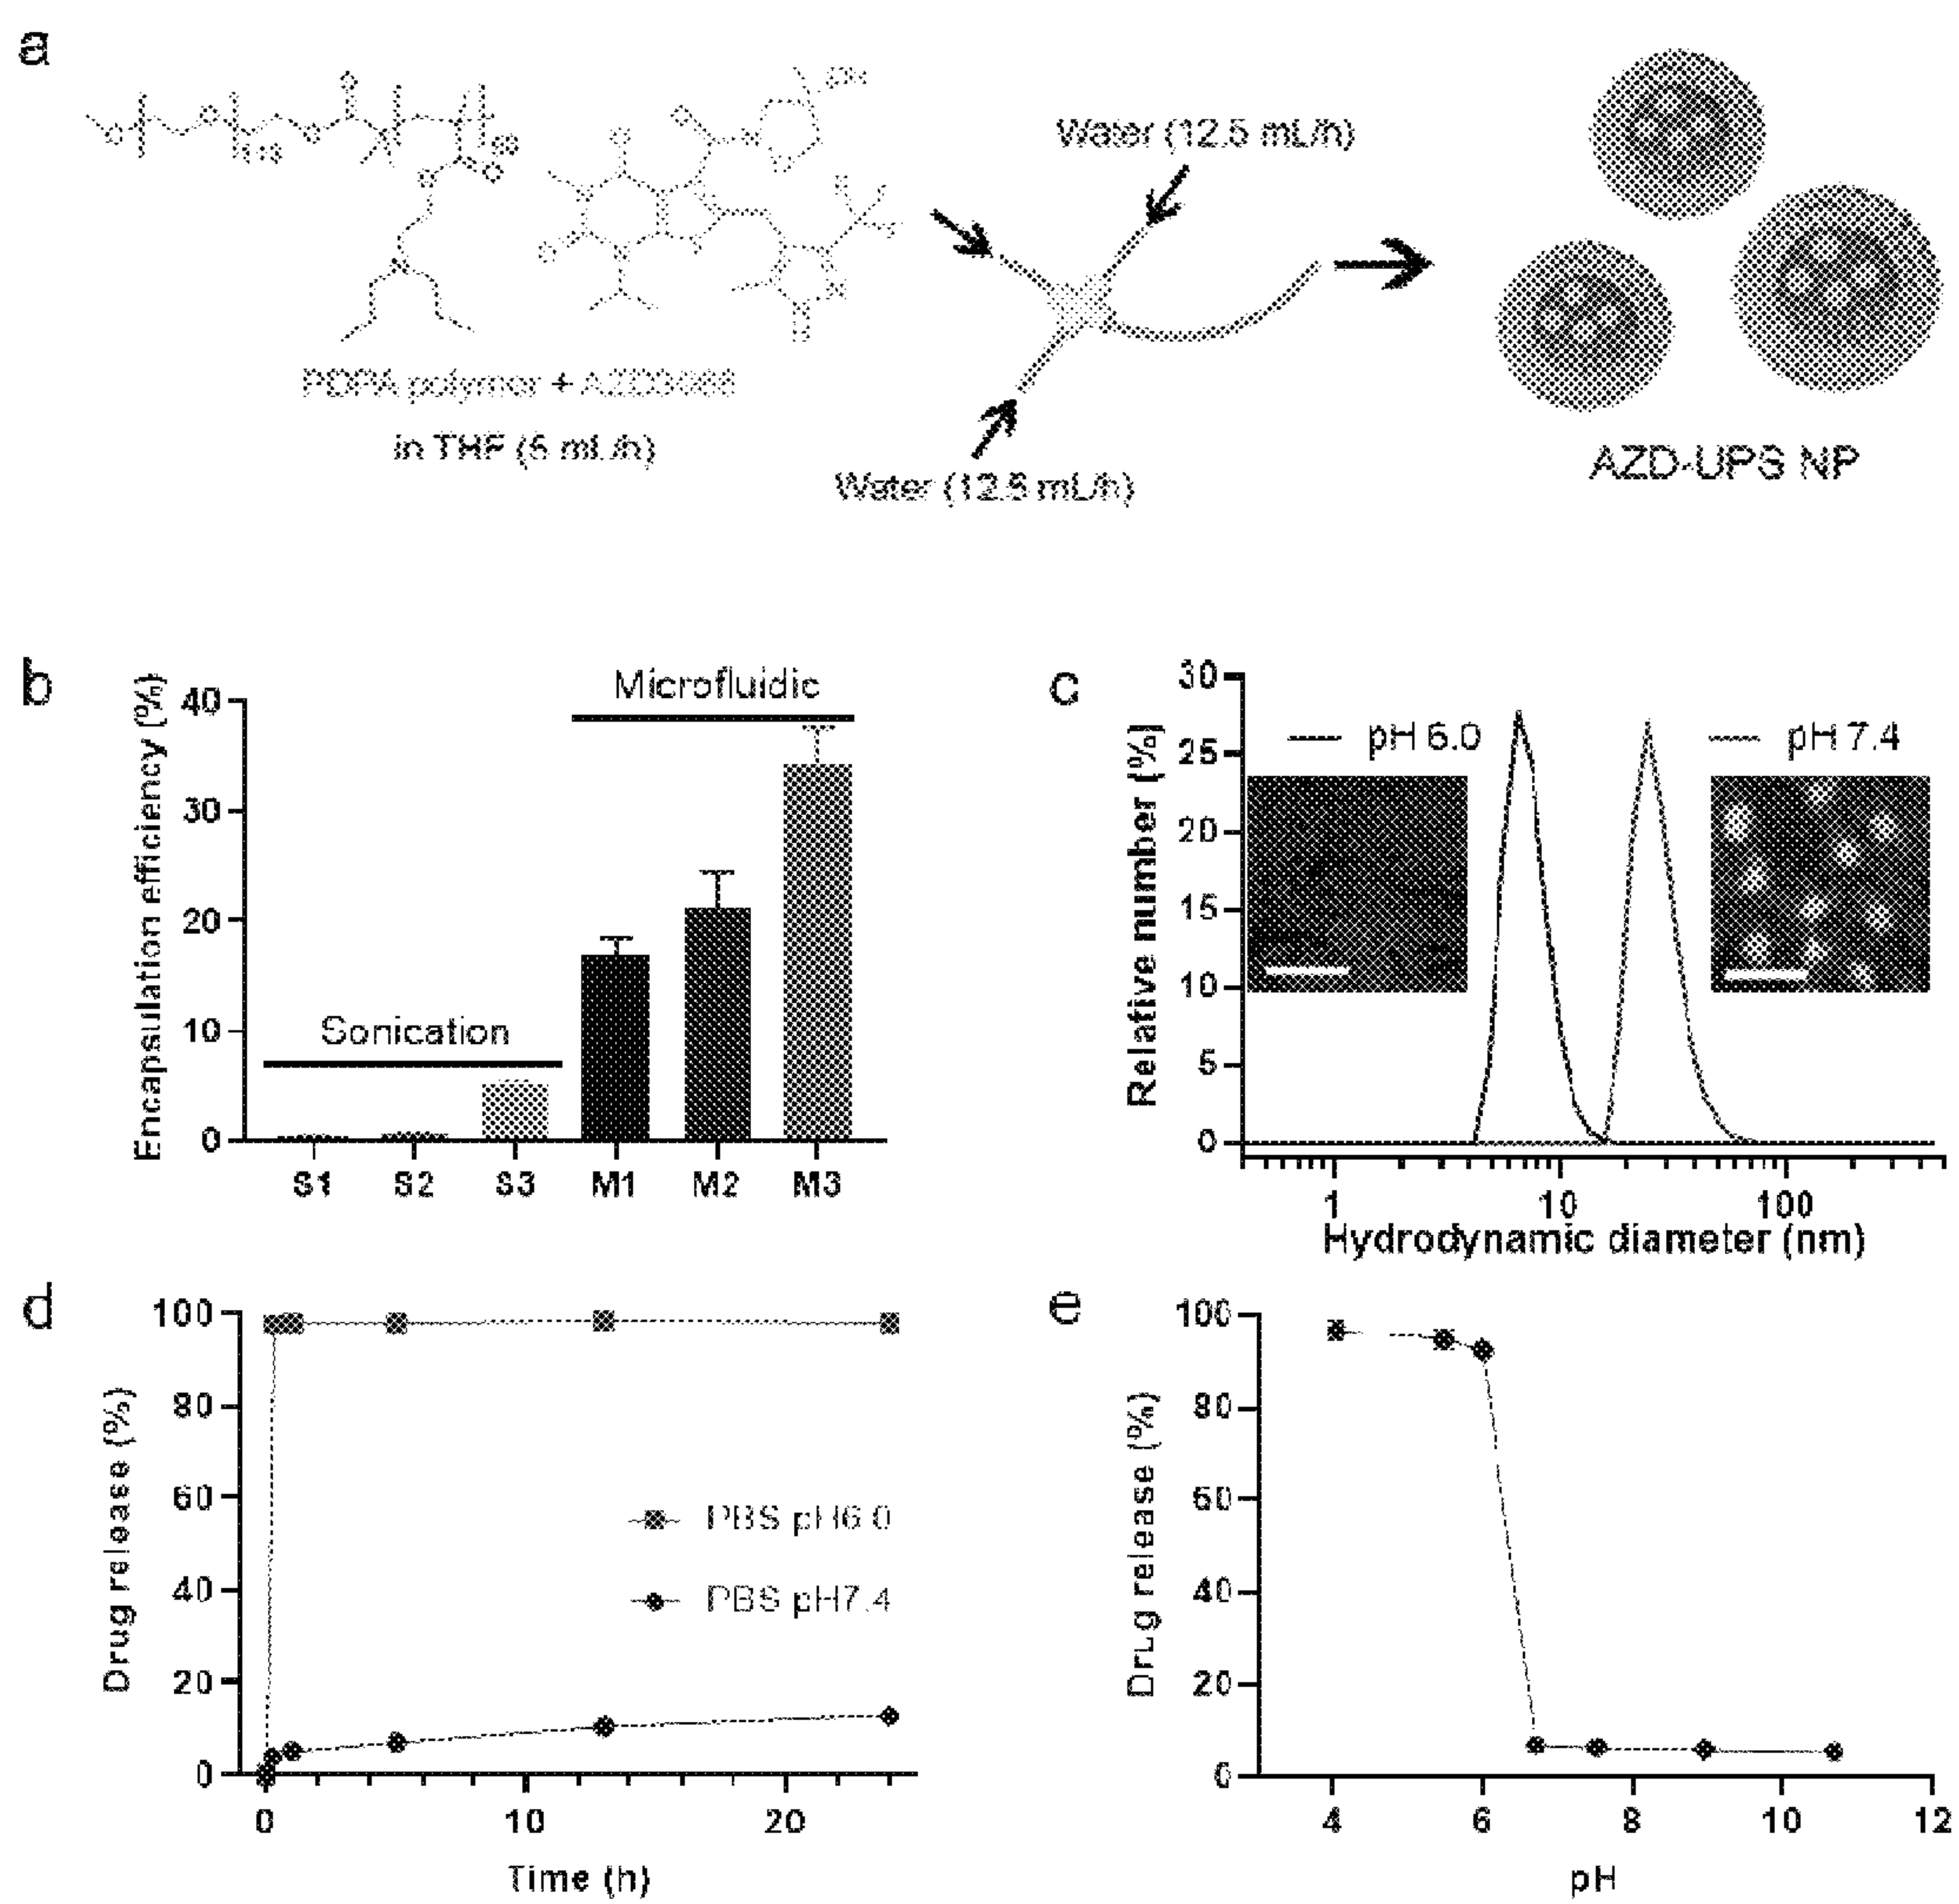 a
Water (12.5 mL/h)
PDPA polymer +
in THF (5 mL/h)
Water (12.5 mL/h)
AZD-UPS NP
b
Encapsulation efficiency (%)
40
30
20
10
0
Microfluidic
Sonication
S1 S2 S3 M1 M2 M3
c
Relative number (%)
30
25
20
15
10
5
0
pH 6.0
pH 7.4
1 10 100
Hydrodynamic diameter (nm)
d
Drug release (%)
100
80
60
40
20
0
PBS pH6.0
PBS pH7.4
0 10 20
Time (h)
e
Drug release (%)
100
80
60
40
20
0
4 6 8 10 12
pH